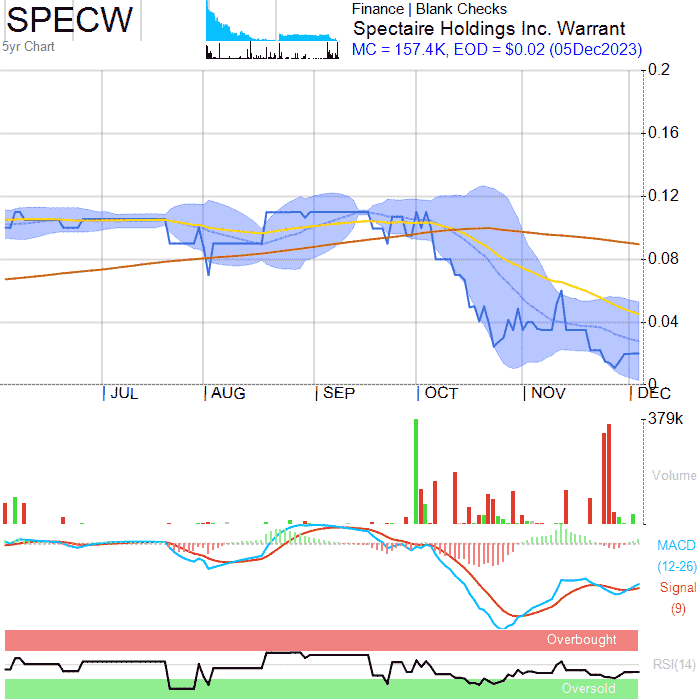 SPECW
5yr Chart
Finance | Blank Checks
Spectaire Holdings Inc. Warrant
MC = 157.4K, EOD = $0.02 (05Dec2023)
0.2
0.16
0.12
0.08
0.04
0
JUL AUG SEP OCT NOV DEC
379k
Volume
MACD
(12-26)
Signal
(9)
Overbought
RSI(14)
Oversold